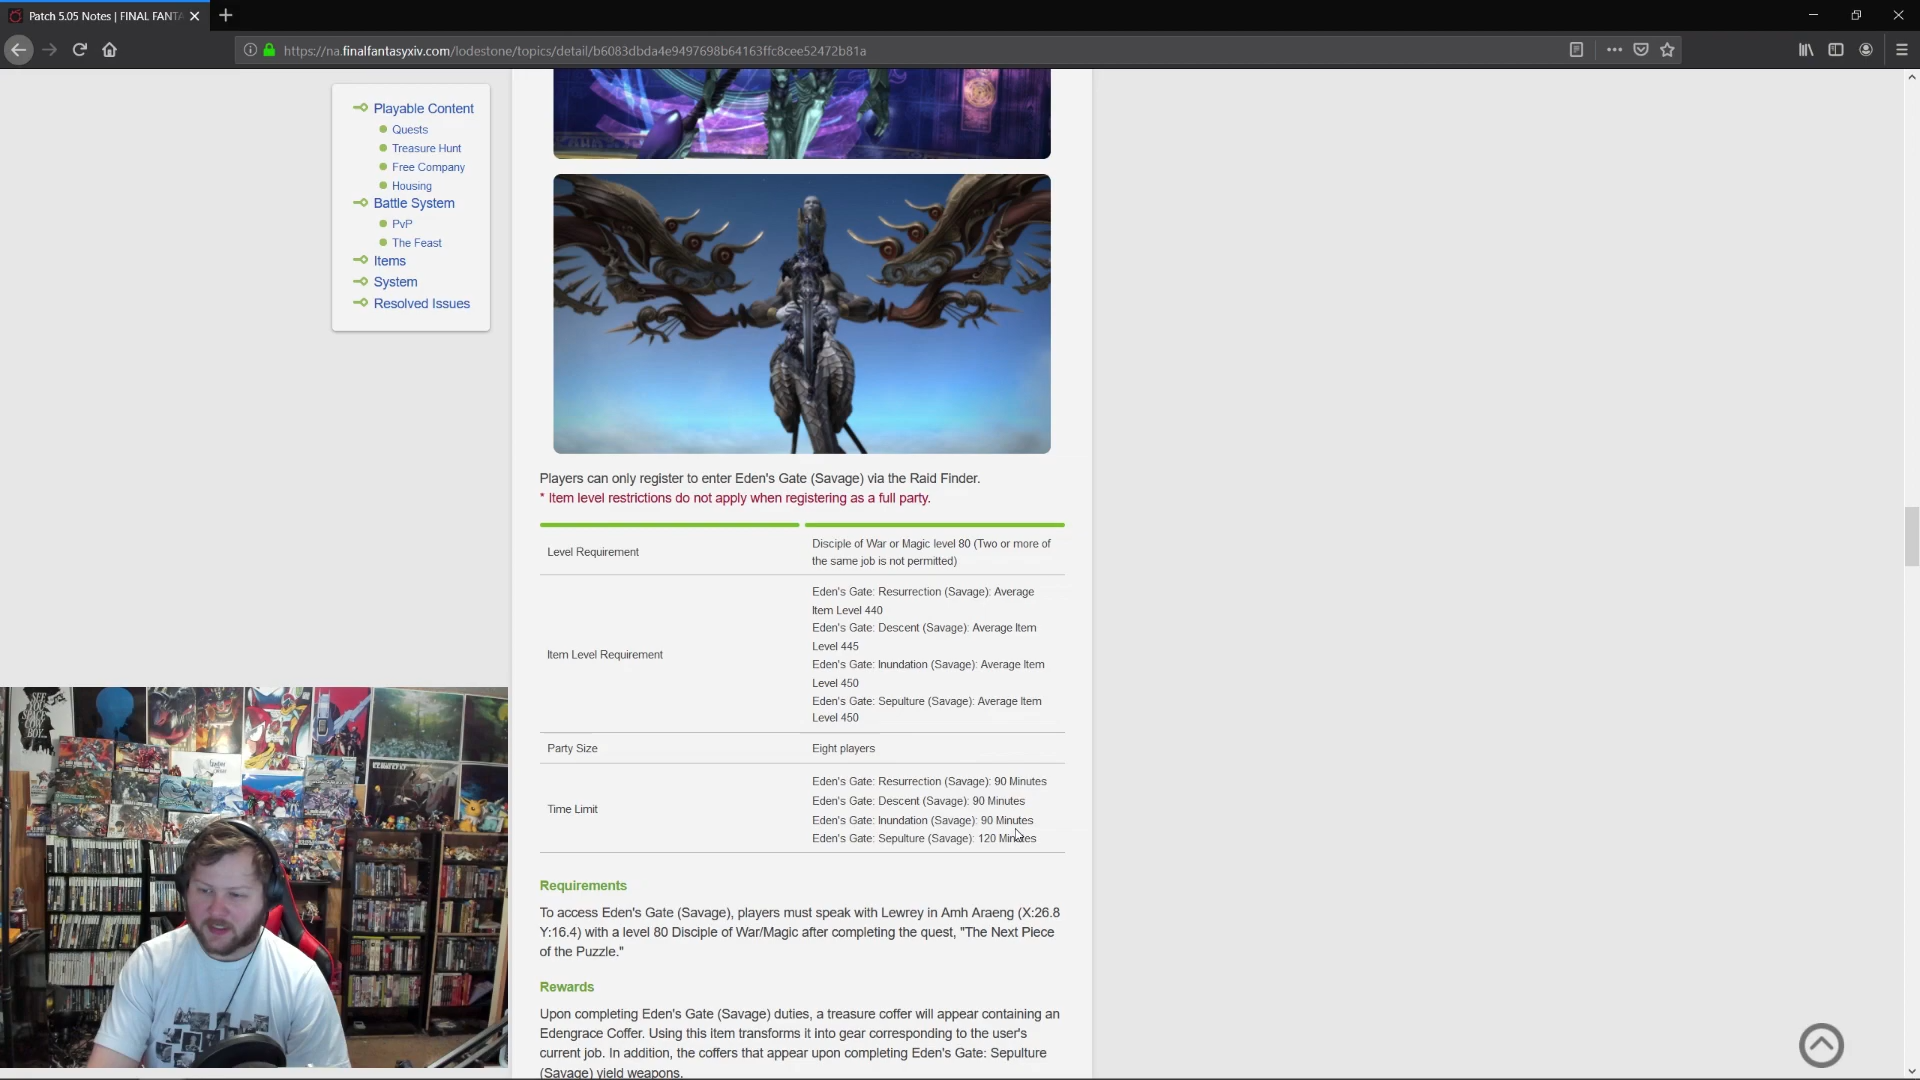 Patch 5.05 Notes | FINAL FANTA
https://na.finalfantasyxiv.com/lodestone/topics/detail/b6083dbda4e9497698b64163ffc8cee52472b81a
Playable Content
Quests
Treasure Hunt
Free Company
Housing
Battle System
PvP
The Feast
Items
System
Resolved Issues
Players can only register to enter Eden's Gate (Savage) via the Raid Finder.
* Item level restrictions do not apply when registering as a full party.
Level Requirement
Disciple of War or Magic level 80 (Two or more of
the same job is not permitted)
Item Level Requirement
Eden's Gate: Resurrection (Savage): Average
Item Level 440
Eden's Gate: Descent (Savage): Average Item
Level 445
Eden's Gate: Inundation (Savage): Average Item
Level 450
Eden's Gate: Sepulture (Savage): Average Item
Level 450
Party Size
Eight players
Time Limit
Eden's Gate: Resurrection (Savage): 90 Minutes
Eden's Gate: Descent (Savage): 90 Minutes
Eden's Gate: Inundation (Savage): 90 Minutes
Eden's Gate: Sepulture (Savage): 120 Minutes
Requirements
To access Eden's Gate (Savage), players must speak with Lewrey in Amh Araeng (X:26.8
Y:16.4) with a level 80 Disciple of War/Magic after completing the quest, "The Next Piece
of the Puzzle."
Rewards
Upon completing Eden's Gate (Savage) duties, a treasure coffer will appear containing an
Edengrace Coffer. Using this item transforms it into gear corresponding to the user's
current job. In addition, the coffers that appear upon completing Eden's Gate: Sepulture
(Savage) yield weapons.
SEE
YOU
SPACE
COW
BOY...